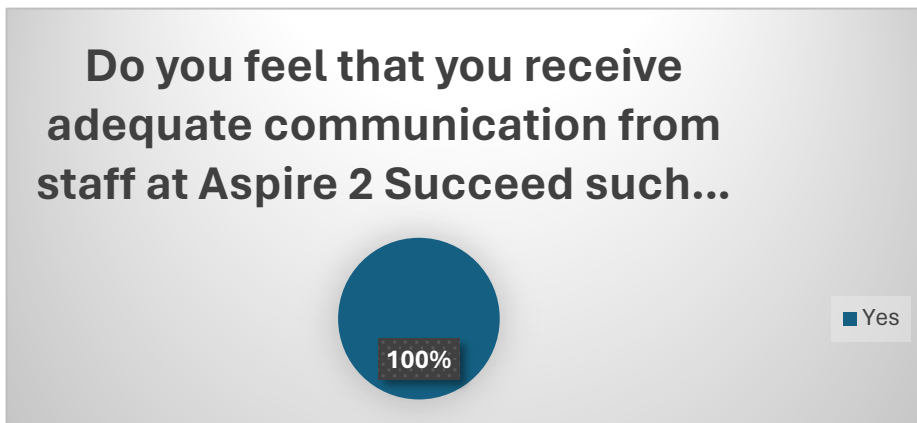 Do you feel that you receive
adequate communication from
staff at Aspire 2 Succeed such...
Yes
100%